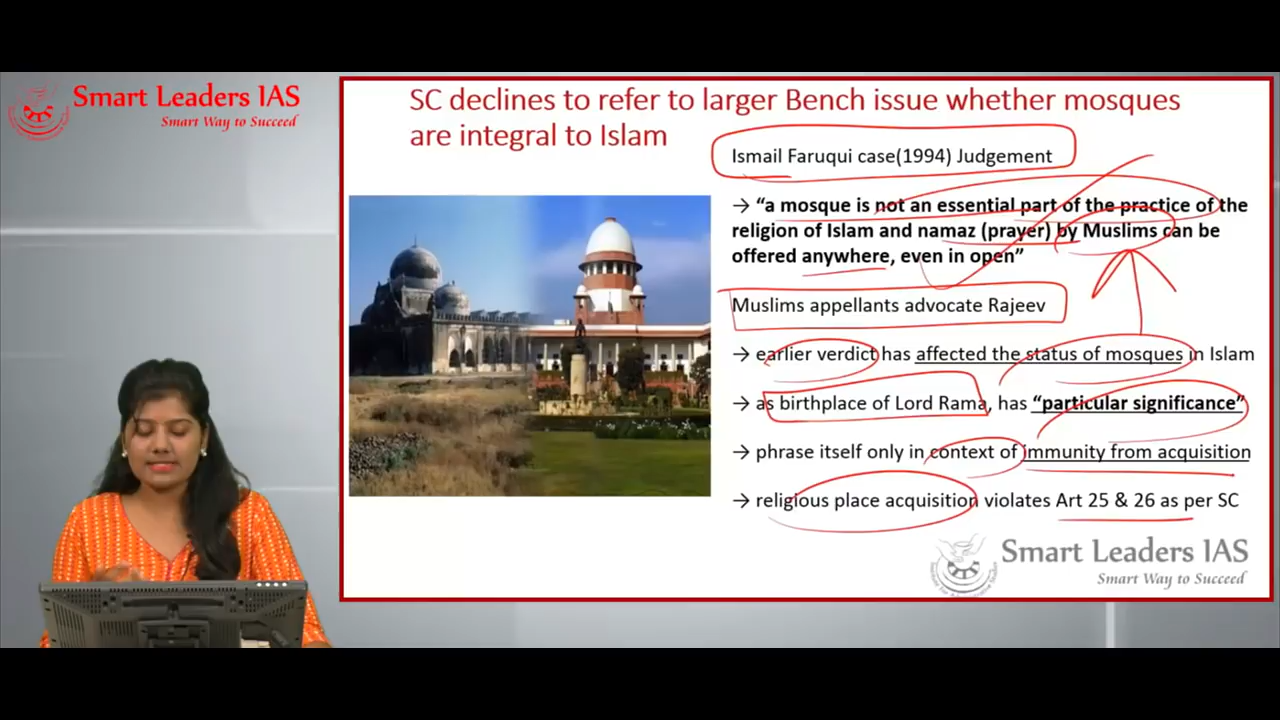 Smart Leaders IAS
Smart Way to Succeed
SC declines to refer to larger Bench issue whether mosques
are integral to Islam
Ismail Faruqui case(1994) Judgement
→ “a mosque is not an essential part of the practice of the
religion of Islam and namaz (prayer) by Muslims can be
offered anywhere, even in open”
Muslims appellants advocate Rajeev
→ earlier verdict has affected the status of mosques in Islam
→ as birthplace of Lord Rama, has “particular significance”
→ phrase itself only in context of immunity from acquisition
→ religious place acquisition violates Art 25 & 26 as per SC
Smart Leaders IAS
Smart Way to Succeed